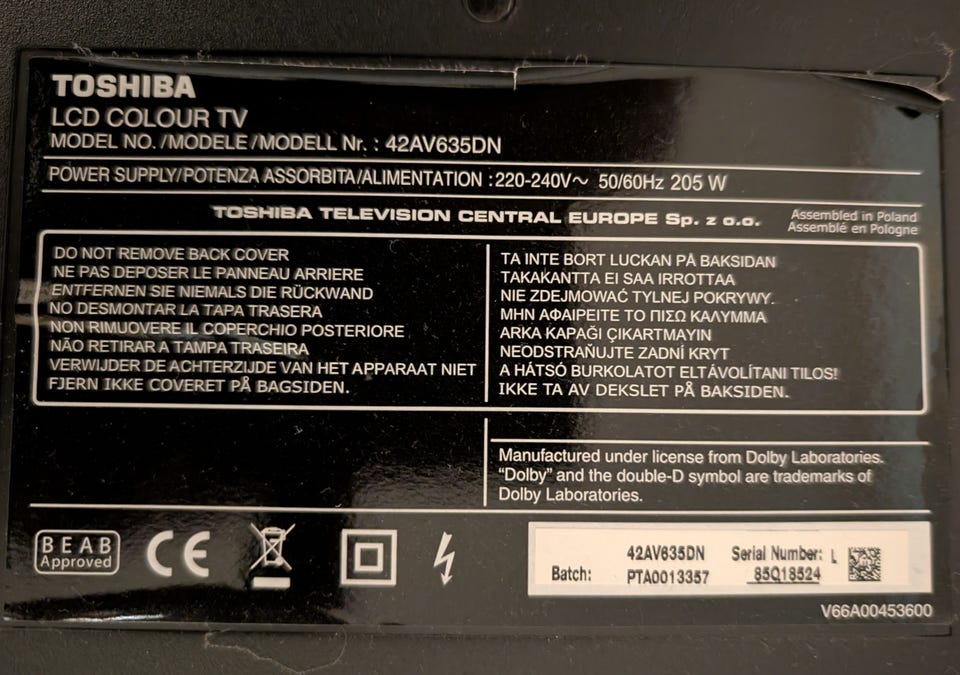 TOSHIBA
LCD COLOUR TV
MODEL NO. /MODELE /MODELL Nr. : 42AV635DN
POWER SUPPLY/POTENZA ASSORBITA/ALIMENTATION :220-240V～ 50/60Hz 205 W
TOSHIBA TELEVISION CENTRAL EUROPE Sp. z o.o.
Assembled in Poland
Assemblé en Pologne
DO NOT REMOVE BACK COVER
NE PAS DEPOSER LE PANNEAU ARRIERE
ENTFERNEN SIE NIEMALS DIE RÜCKWAND
NO DESMONTAR LA TAPA TRASERA
NON RIMUOVERE IL COPERCHIO POSTERIORE
NÃO RETIRAR A TAMPA TRASEIRA
VERWIJDER DE ACHTERZIJDE VAN HET APPARAAT NIET
FJERN IKKE COVERET PÅ BAGSIDEN.
TA INTE BORT LUCKAN PÅ BAKSIDAN
TAKAKANTTA EI SAA IRROTTAA
NIE ZDEJMOWAĆ TYLNEJ POKRYWY.
ΜΗΝ ΑΦΑΙΡΕΙΤΕ ΤΟ ΠΙΣΩ ΚΑΛΥΜΜΑ
ARKA KAPAĞI ÇIKARTMAYIN
NEODSTRAŇUJTE ZADNÍ KRYT
A HÁTSÓ BURKOLATOT ELTÁVOLÍTANI TILOS!
IKKE TA AV DEKSLET PÅ BAKSIDEN.
Manufactured under license from Dolby Laboratories.
“Dolby” and the double-D symbol are trademarks of
Dolby Laboratories.
BEAB
Approved
CE
42AV635DN
Batch: PTA0013357
Serial Number: L
85Q18524
V66A00453600